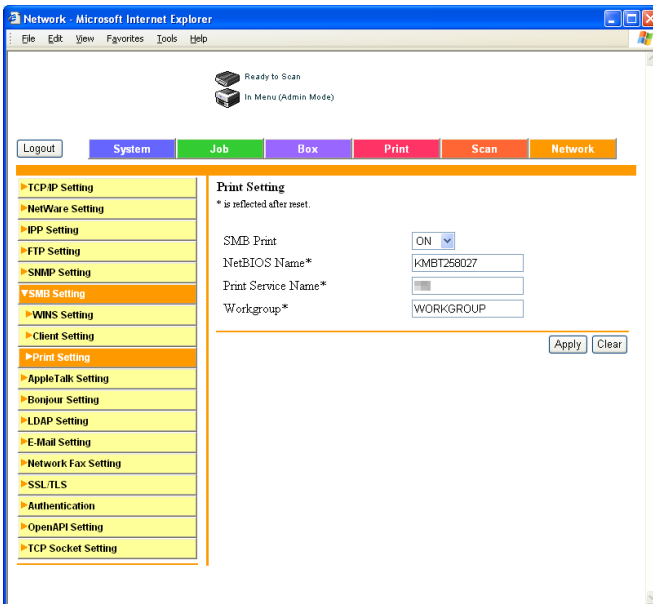 Network - Microsoft Internet Explorer
File Edit View Favorites Tools Help
Ready to Scan
In Menu (Admin Mode)
Logout System Job Box Print Scan Network
TCP/IP Setting
NetWare Setting
IPP Setting
FTP Setting
SNMP Setting
SMB Setting
WINS Setting
Client Setting
Print Setting
AppleTalk Setting
Bonjour Setting
LDAP Setting
E-Mail Setting
Network Fax Setting
SSL/TLS
Authentication
OpenAPI Setting
TCP Socket Setting
Print Setting
* is reflected after reset.
SMB Print ON
NetBIOS Name* KMBT258027
Print Service Name*
Workgroup* WORKGROUP
Apply Clear